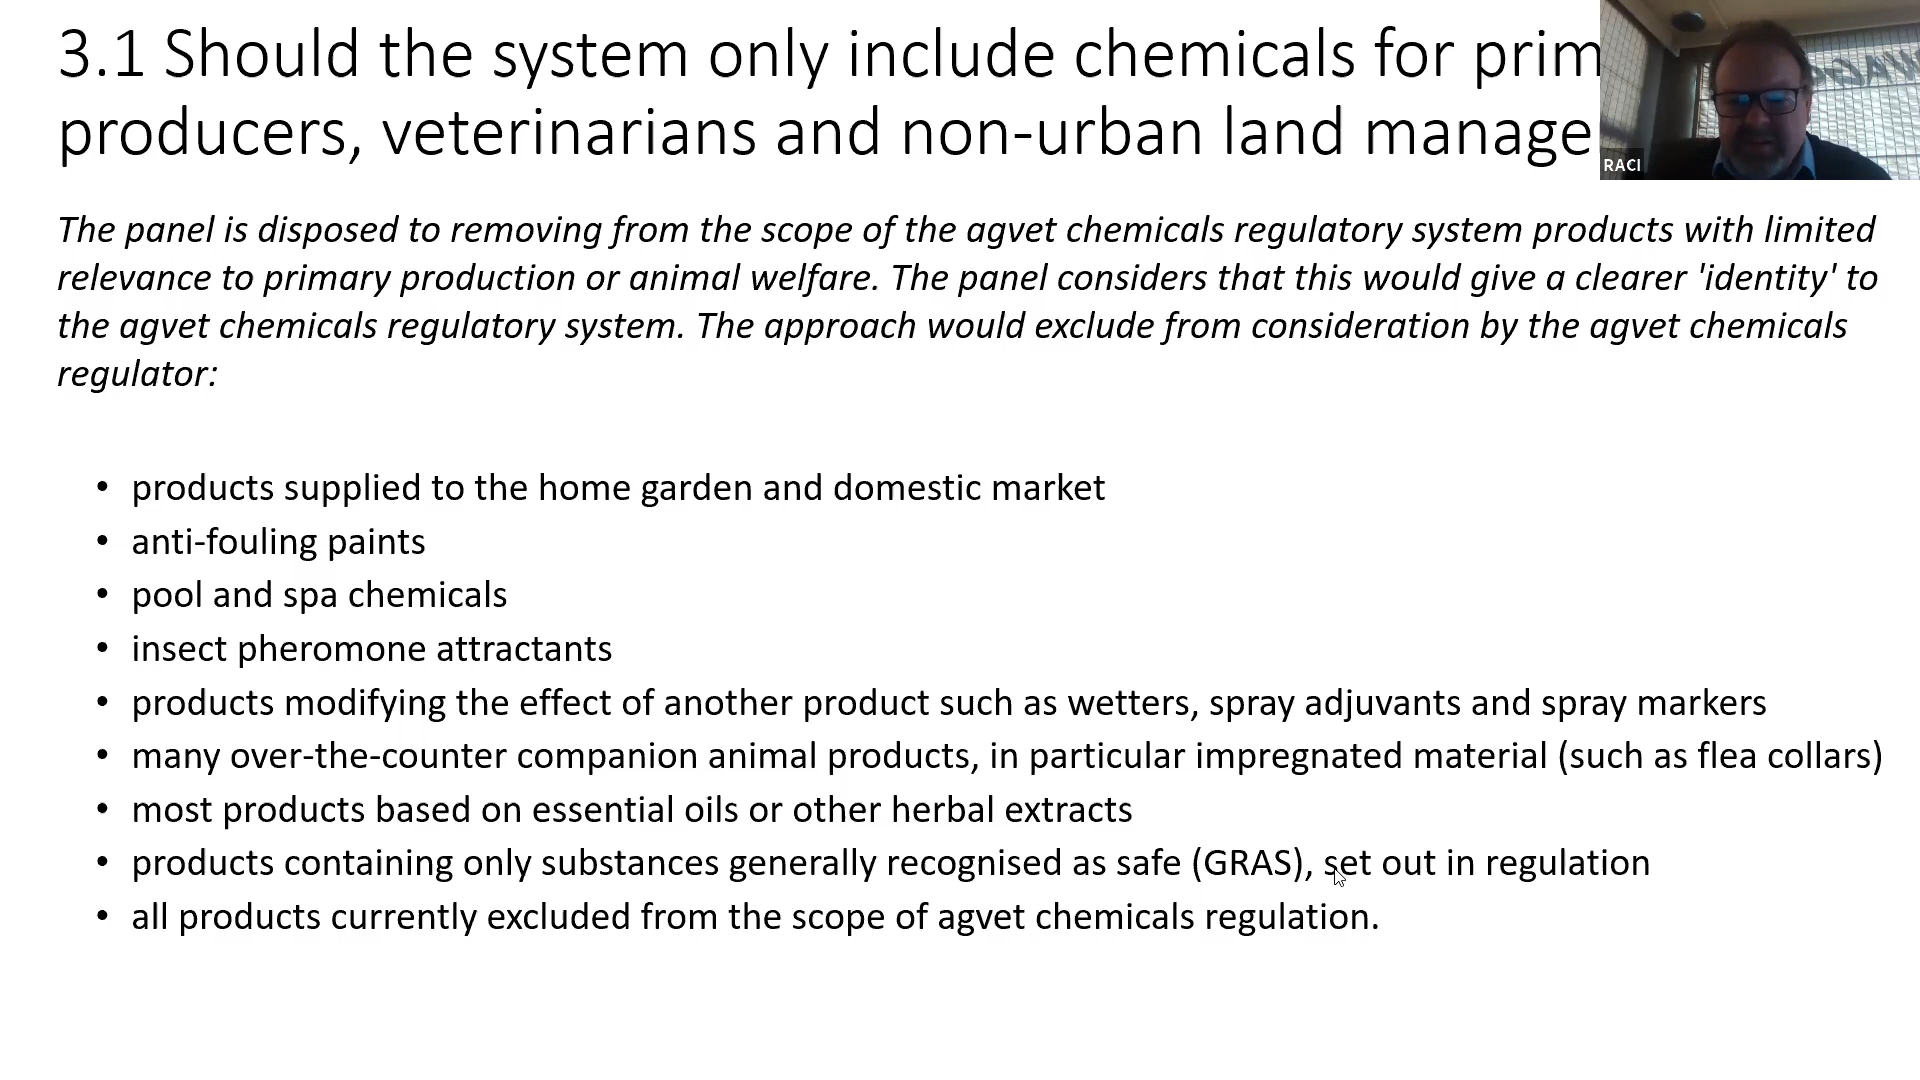 3.1 Should the system only include chemicals for prim
producers, veterinarians and non-urban land manage
RACI
The panel is disposed to removing from the scope of the agvet chemicals regulatory system products with limited
relevance to primary production or animal welfare. The panel considers that this would give a clearer 'identity' to
the agvet chemicals regulatory system. The approach would exclude from consideration by the agvet chemicals
regulator:
• products supplied to the home garden and domestic market
• anti-fouling paints
• pool and spa chemicals
• insect pheromone attractants
• products modifying the effect of another product such as wetters, spray adjuvants and spray markers
• many over-the-counter companion animal products, in particular impregnated material (such as flea collars)
• most products based on essential oils or other herbal extracts
• products containing only substances generally recognised as safe (GRAS), set out in regulation
• all products currently excluded from the scope of agvet chemicals regulation.